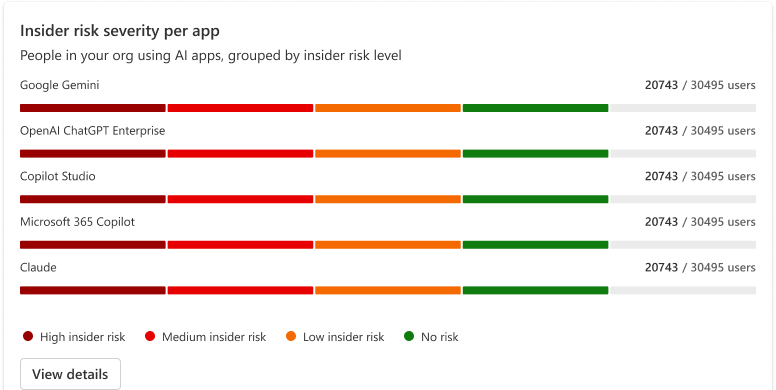 Insider risk severity per app
People in your org using AI apps, grouped by insider risk level
Google Gemini 20743 / 30495 users
OpenAI ChatGPT Enterprise 20743 / 30495 users
Copilot Studio 20743 / 30495 users
Microsoft 365 Copilot 20743 / 30495 users
Claude 20743 / 30495 users
High insider risk Medium insider risk Low insider risk No risk
View details